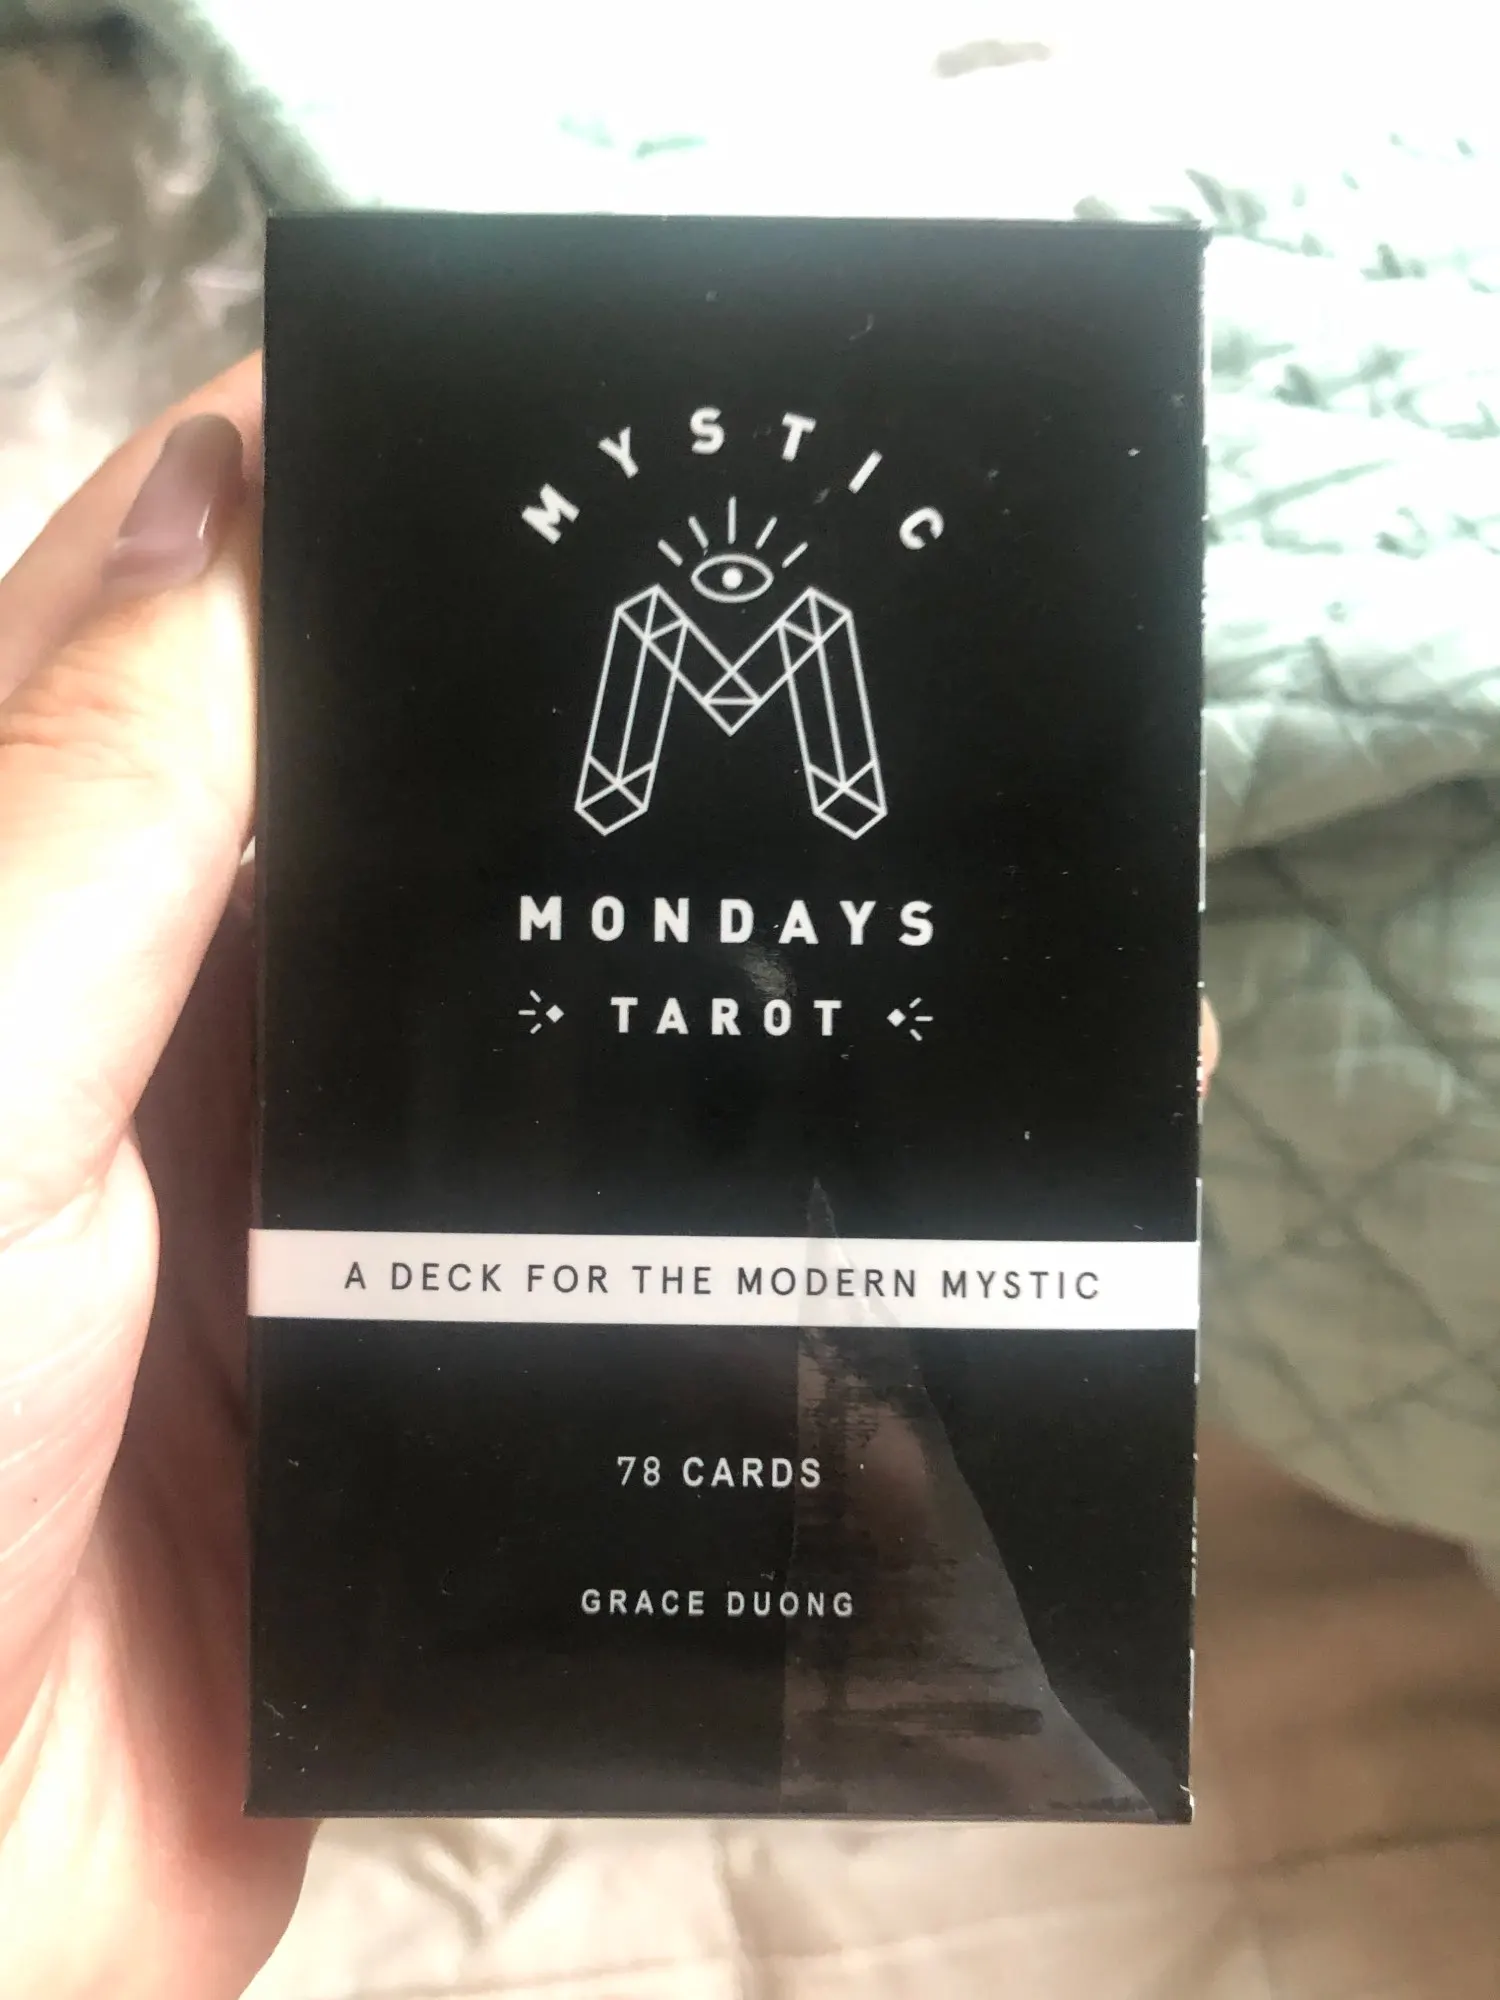 MYSTIC
MONDAYS
TAROT
A DECK FOR THE MODERN MYSTIC
78 CARDS
GRACE DUONG